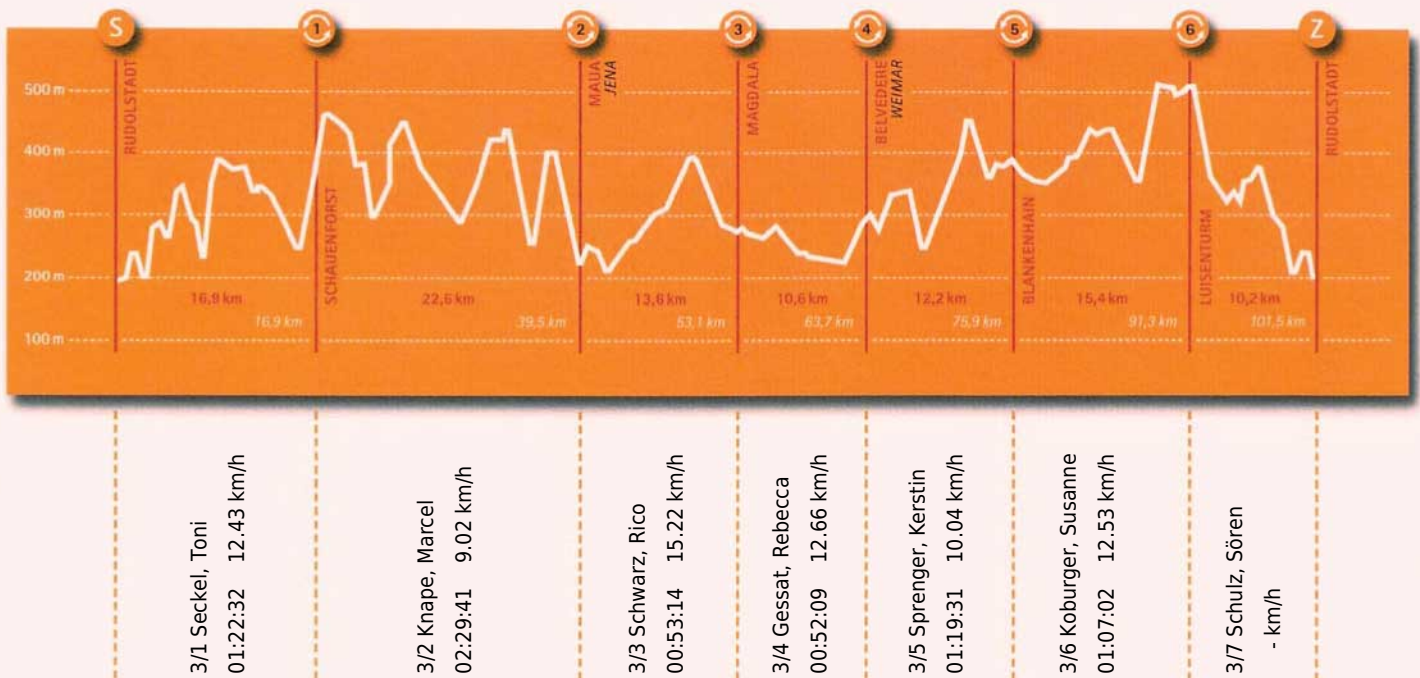 S
1
2
3
4
5
6
Z
500 m
400 m
300 m
200 m
100 m
RUDOLSTADT
SCHAUENFORST
MAUA
JENA
MAGDALA
BELVEDERE
WEIMAR
BLANKENHAIN
LUISENTURM
RUDOLSTADT
16,9 km
22,6 km
13,6 km
10,6 km
12,2 km
15,4 km
10,2 km
16,9 km
39,5 km
53,1 km
63,7 km
75,9 km
91,3 km
101,5 km
3/1 Seckel, Toni
01:22:32 12.43 km/h
3/2 Knape, Marcel
02:29:41 9.02 km/h
3/3 Schwarz, Rico
00:53:14 15.22 km/h
3/4 Gessat, Rebecca
00:52:09 12.66 km/h
3/5 Sprenger, Kerstin
01:19:31 10.04 km/h
3/6 Koburger, Susanne
01:07:02 12.53 km/h
3/7 Schulz, Sören
- km/h